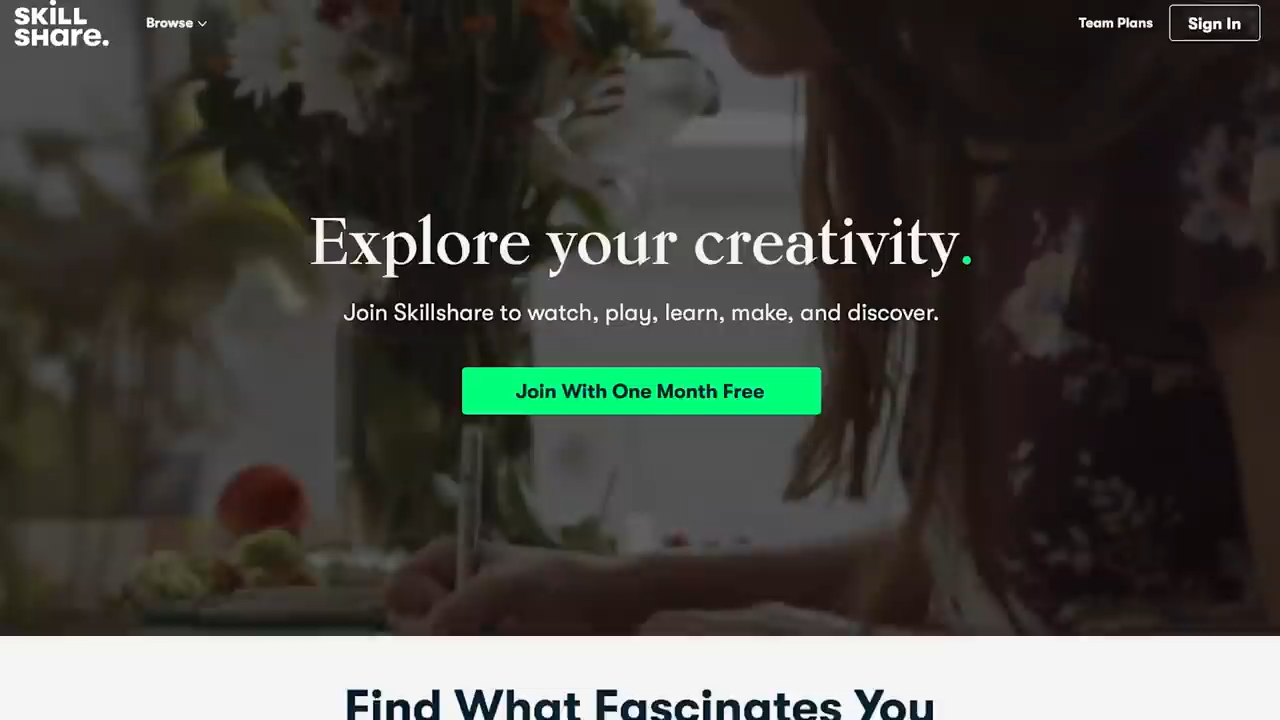 SKiLL
SHare.
Browse
Team Plans
Sign In
Explore your creativity.
Join Skillshare to watch, play, learn, make, and discover.
Join With One Month Free
Find What Fascinates You